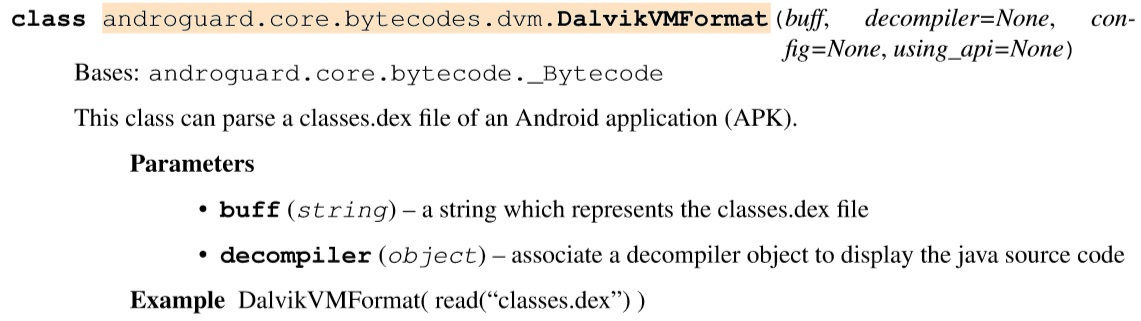 class androguard.core.bytecodes.dvm.DalvikVMFormat(buff, decompiler=None, con-
fig=None, using_api=None)
Bases: androguard.core.bytecode._Bytecode
This class can parse a classes.dex file of an Android application (APK).
Parameters
• buff (string) – a string which represents the classes.dex file
• decompiler (object) – associate a decompiler object to display the java source code
Example DalvikVMFormat( read(“classes.dex”) )